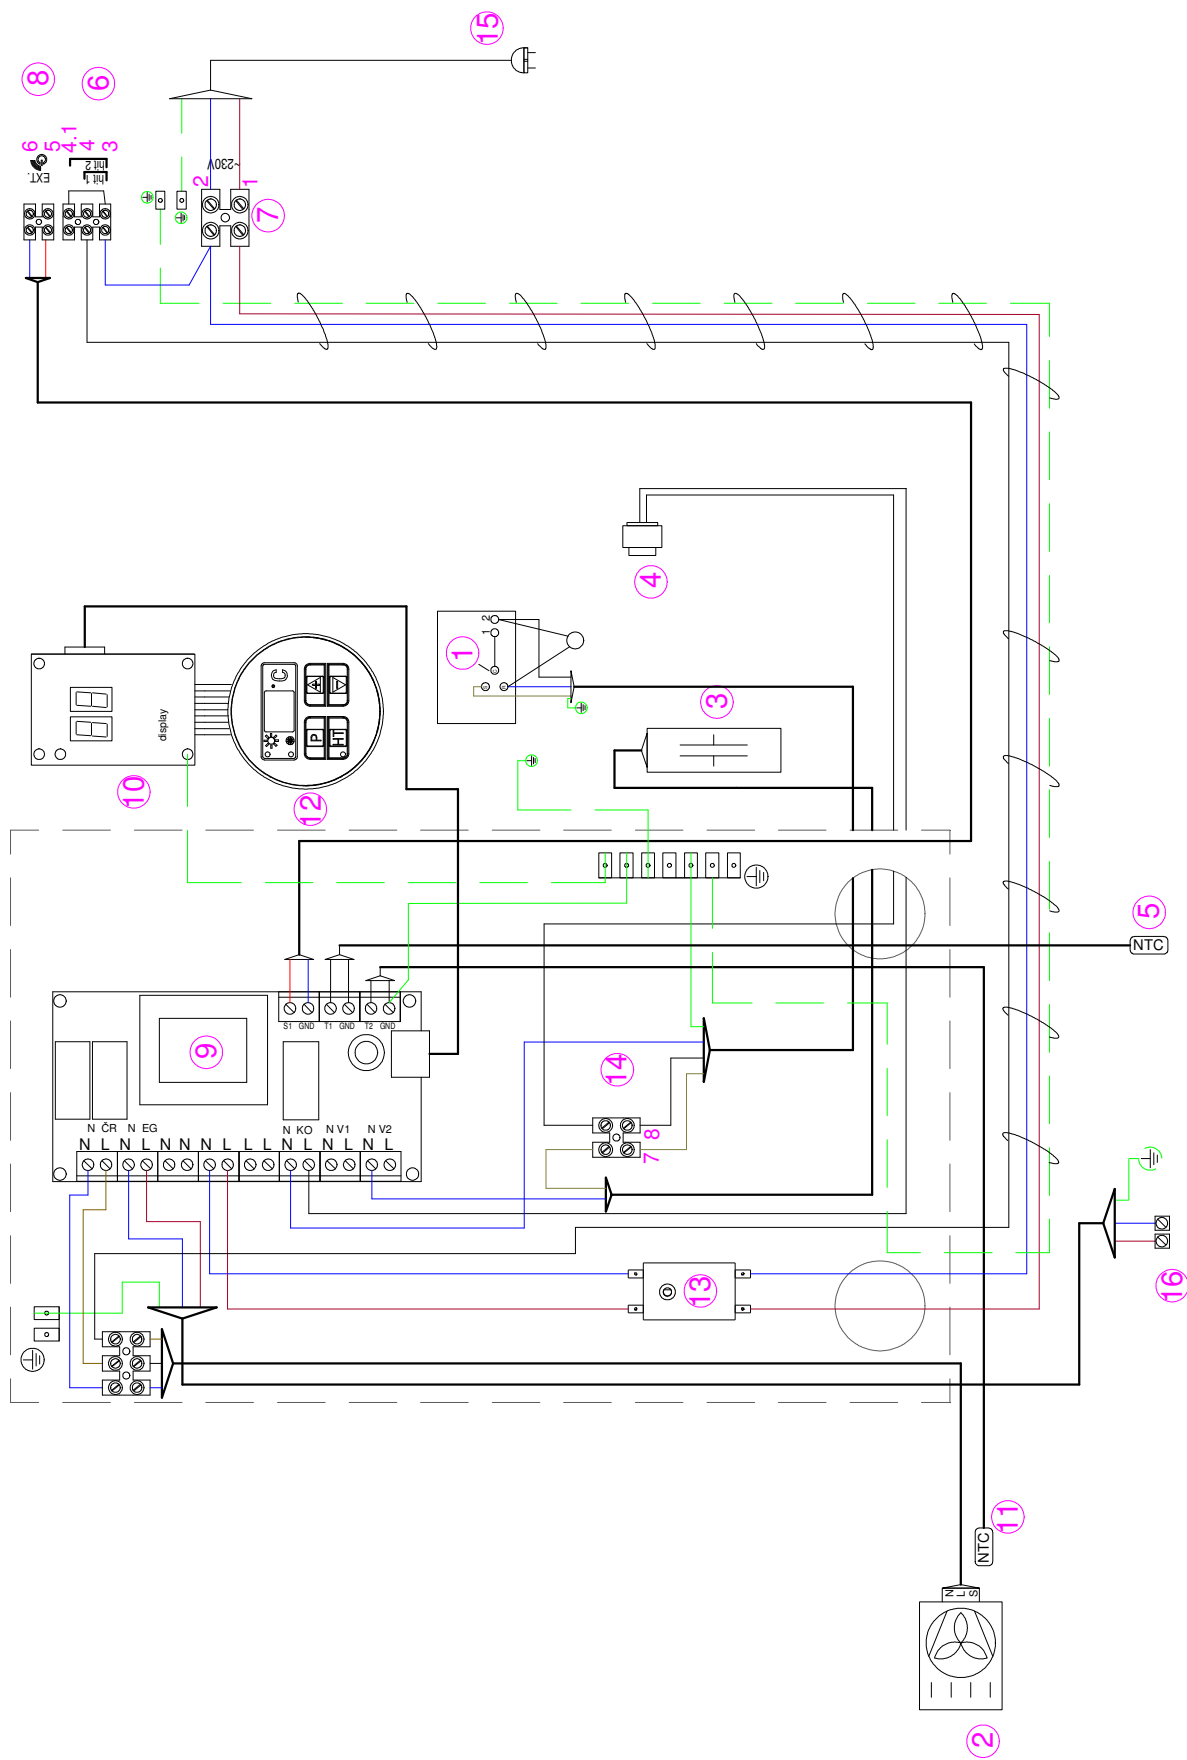 15
8
6
6
5
4.1
4
3
EXT.
hit 2
hit 1
~230V
2
1
7
4
1
2
1
3
display
C
P
+
HT
−
10
12
5
NTC
9
S1 GND T1 GND T2 GND
14
N ČR N EG N KO N V1 N V2
N L N L N N N L L L N L N L N L
8
7
13
16
11
NTC
N
L
S
2